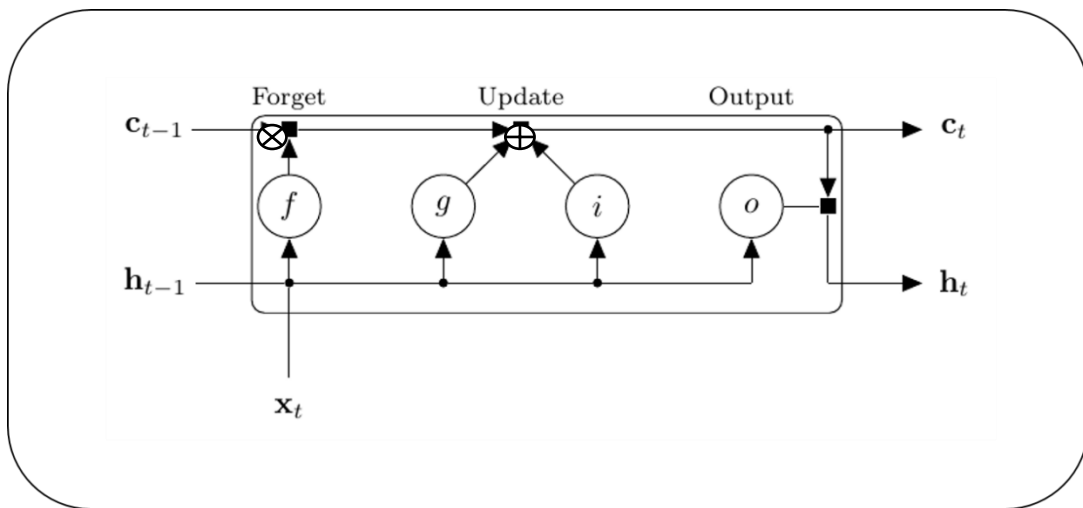 Forget Update Output
c_{t−1} c_t
f g i o
h_{t−1} h_t
x_t